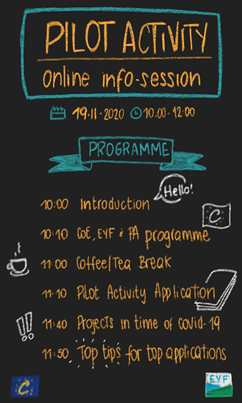 PILOT ACTIVITY
Online info-session
19.11.2020 10.00-12.00
PROGRAMME
Hello!
10:00 Introduction
10:10 CoE, EYF & PA programme
11:00 Coffee/Tea Break
11:10 Pilot Activity Application
11:40 Projects in time of Covid-19
11:50 Top tips for top applications
EYF